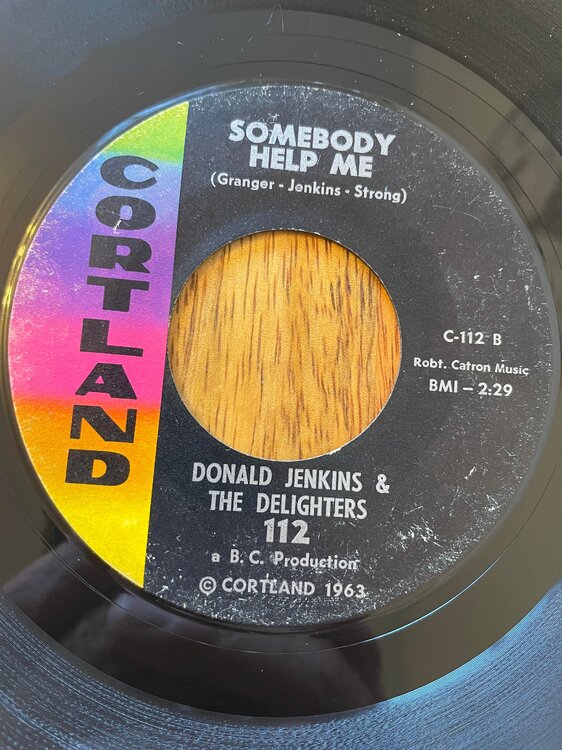 CORTLAND
SOMEBODY
HELP ME
(Granger - Jenkins - Strong)
C-112 B
Robt. Catron Music
BMI – 2:29
DONALD JENKINS &
THE DELIGHTERS
112
a B. C. Production
© CORTLAND 1963